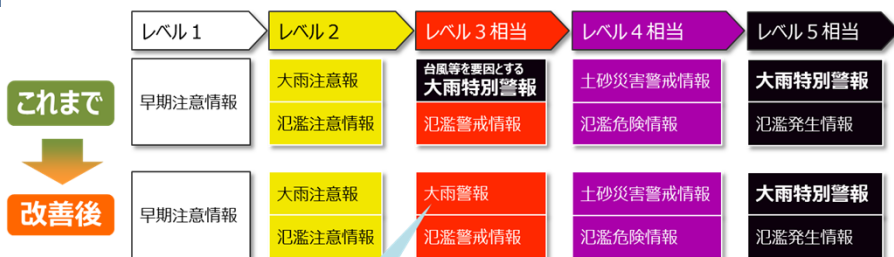 レベル1 レベル2 レベル3相当 レベル4相当 レベル5相当
これまで
早期注意情報
大雨注意報
氾濫注意情報
台風等を要因とする
大雨特別警報
氾濫警戒情報
土砂災害警戒情報
氾濫危険情報
大雨特別警報
氾濫発生情報
改善後
早期注意情報
大雨注意報
氾濫注意情報
大雨警報
氾濫警戒情報
土砂災害警戒情報
氾濫危険情報
大雨特別警報
氾濫発生情報